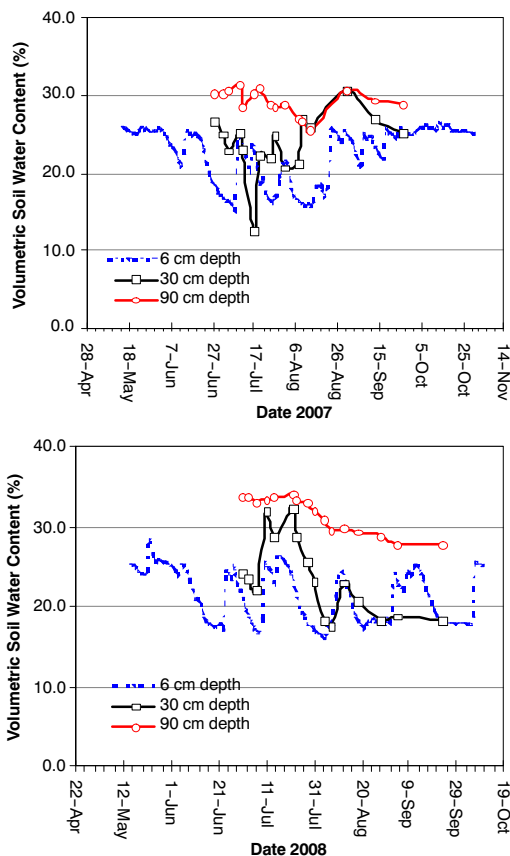 Volumetric Soil Water Content (%)
40.0
30.0
20.0
10.0
0.0
6 cm depth
30 cm depth
90 cm depth
28-Apr
18-May
7-Jun
27-Jun
17-Jul
6-Aug
26-Aug
15-Sep
5-Oct
25-Oct
14-Nov
Date 2007
Volumetric Soil Water Content (%)
40.0
30.0
20.0
10.0
0.0
6 cm depth
30 cm depth
90 cm depth
22-Apr
12-May
1-Jun
21-Jun
11-Jul
31-Jul
20-Aug
9-Sep
29-Sep
19-Oct
Date 2008